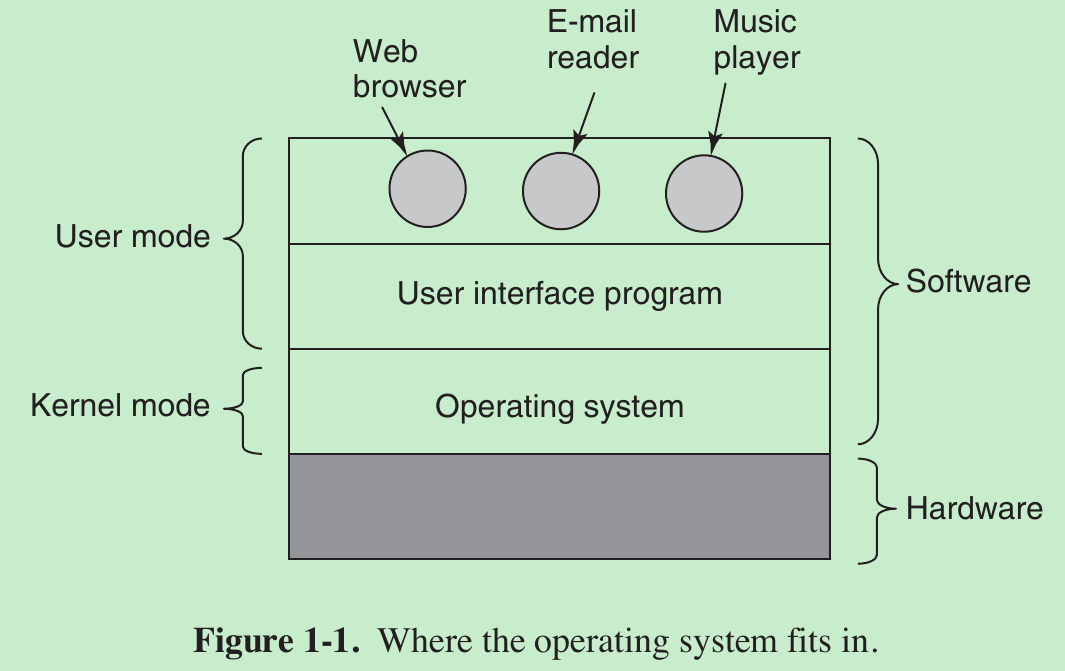 Web
browser
E-mail
reader
Music
player
User mode
User interface program
Software
Kernel mode
Operating system
Hardware
Figure 1-1. Where the operating system fits in.